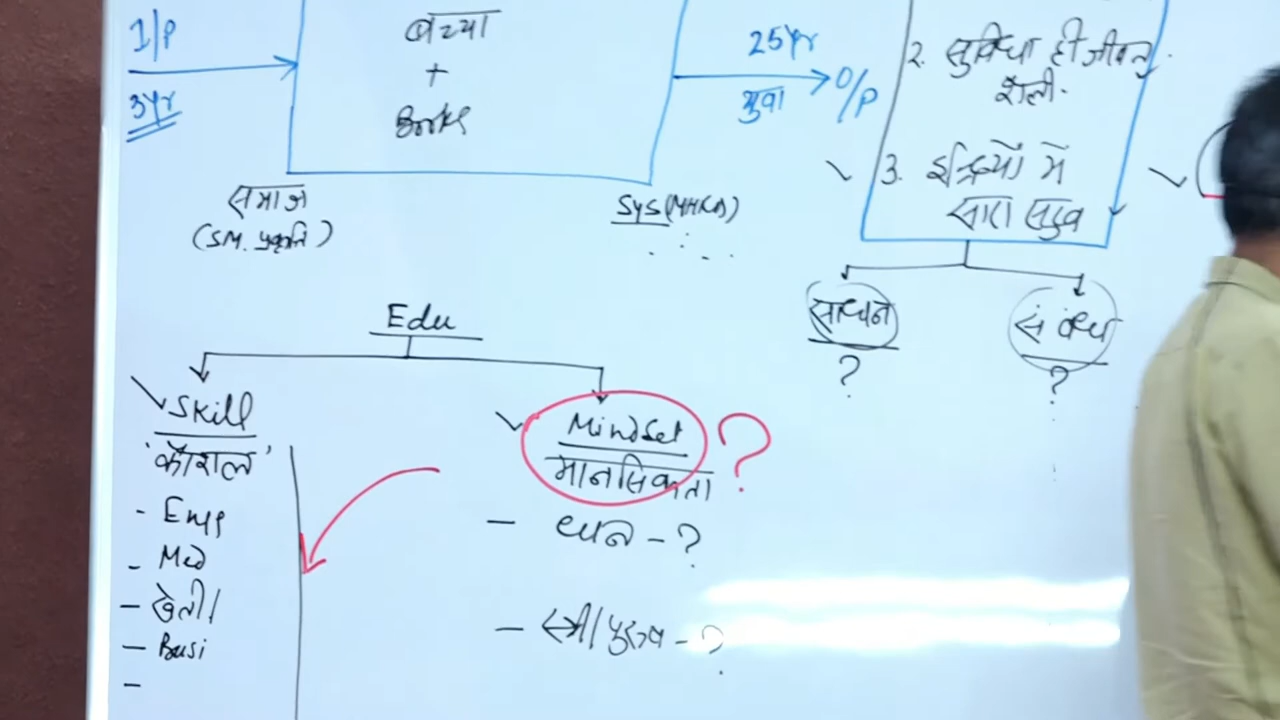 I/P
3yr
बच्चा
+
Books
25yr
युवा
O/P
2. सुविधा ही जीवन
शैली.
3. इन्द्रियों में
सारा सुख
समाज
(SM. प्रकृति)
Sys
साधन
?
संबंध
?
Edu
Skill
'कौशल'
- Med
- खेती/
- Busi
-
Mindset
मानसिकता
?
- धन - ?
- स्त्री/पुरुष - ?